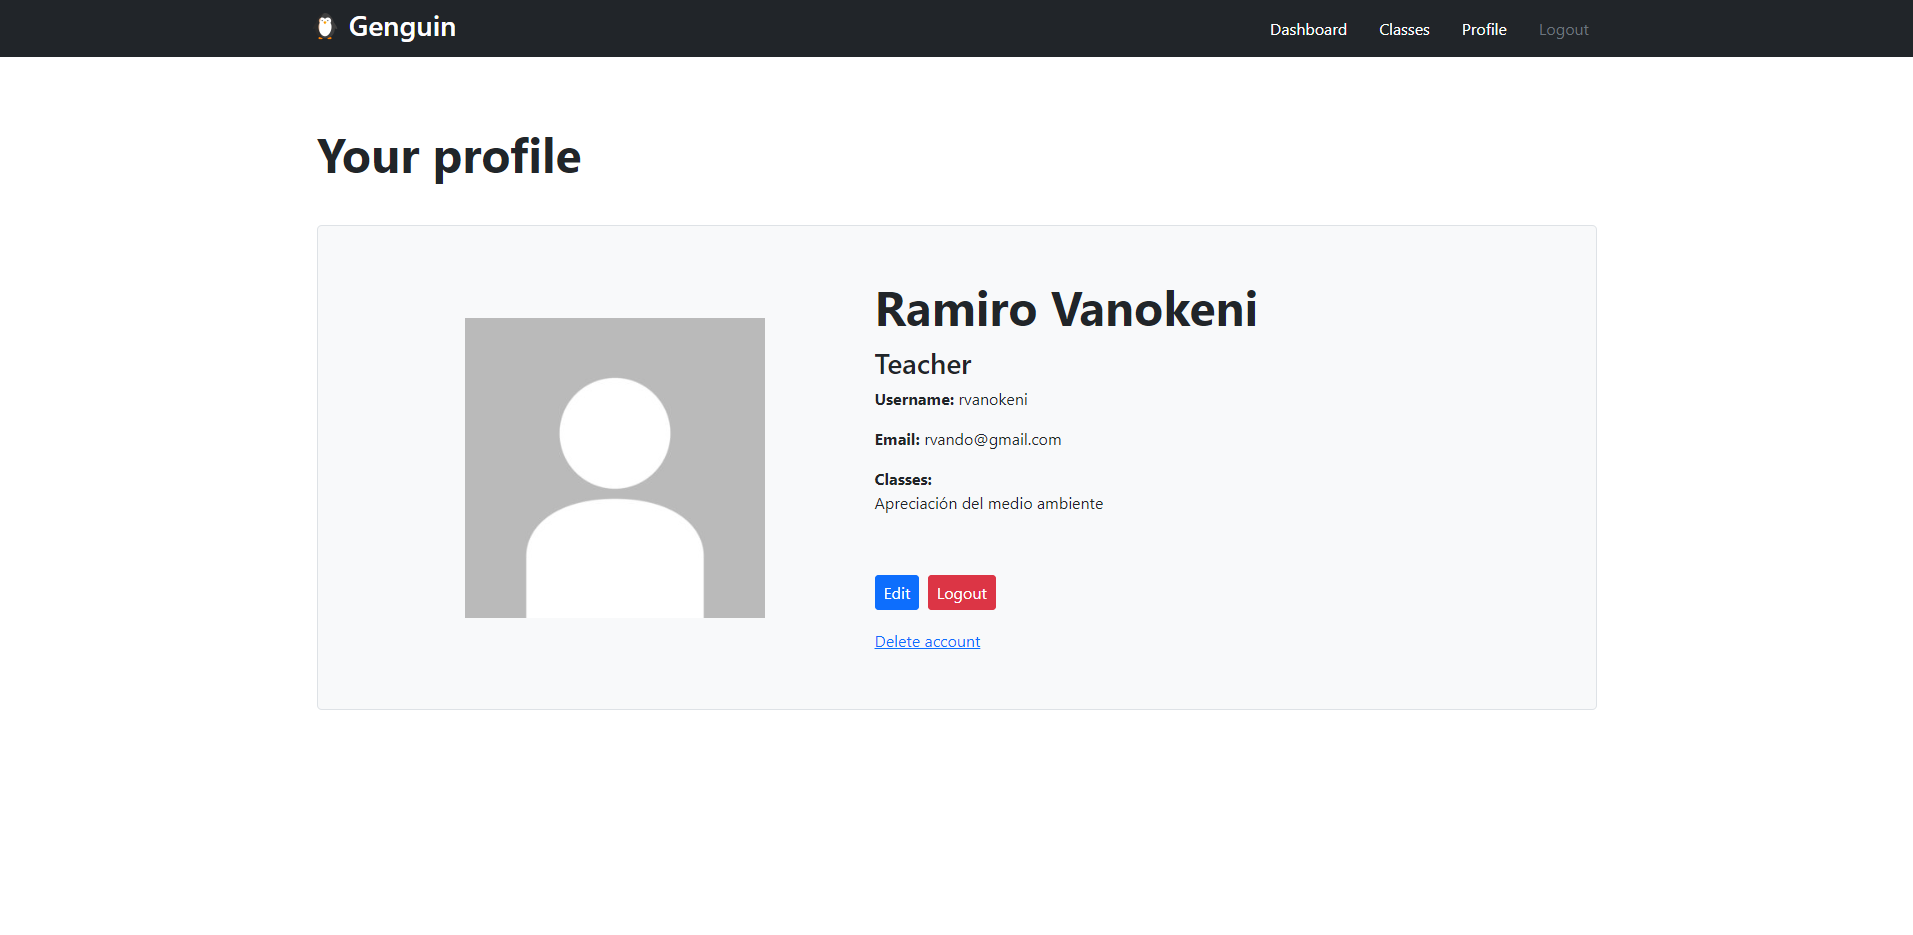 Genguin
Dashboard Classes Profile Logout
Your profile
Ramiro Vanokeni
Teacher
Username: rvanokeni
Email: rvando@gmail.com
Classes:
Apreciación del medio ambiente
Edit Logout
Delete account